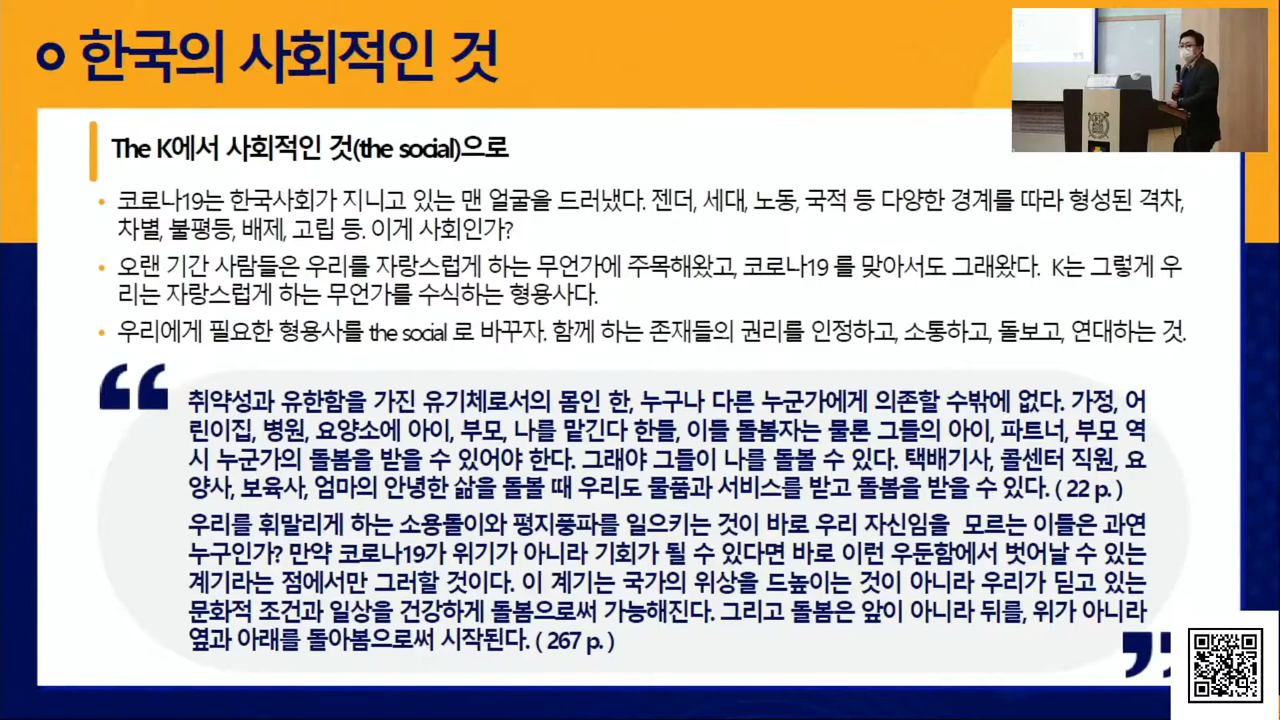 한국의 사회적인 것
The K에서 사회적인 것(the social)으로
• 코로나19는 한국사회가 지니고 있는 맨 얼굴을 드러냈다. 젠더, 세대, 노동, 국적 등 다양한 경계를 따라 형성된 격차,
차별, 불평등, 배제, 고립 등. 이게 사회인가?
• 오랜 기간 사람들은 우리를 자랑스럽게 하는 무언가에 주목해왔고, 코로나19 를 맞아서도 그래왔다. K는 그렇게 우
리는 자랑스럽게 하는 무언가를 수식하는 형용사다.
• 우리에게 필요한 형용사를 the social 로 바꾸자. 함께 하는 존재들의 권리를 인정하고, 소통하고, 돌보고, 연대하는 것.
“
취약성과 유한함을 가진 유기체로서의 몸인 한, 누구나 다른 누군가에게 의존할 수밖에 없다. 가정, 어
린이집, 병원, 요양소에 아이, 부모, 나를 맡긴다 한들, 이들 돌봄자는 물론 그들의 아이, 파트너, 부모 역
시 누군가의 돌봄을 받을 수 있어야 한다. 그래야 그들이 나를 돌볼 수 있다. 택배기사, 콜센터 직원, 요
양사, 보육사, 엄마의 안녕한 삶을 돌볼 때 우리도 물품과 서비스를 받고 돌봄을 받을 수 있다. ( 22 p. )
우리를 휘말리게 하는 소용돌이와 평지풍파를 일으키는 것이 바로 우리 자신임을 모르는 이들은 과연
누구인가? 만약 코로나19가 위기가 아니라 기회가 될 수 있다면 바로 이런 우둔함에서 벗어날 수 있는
계기라는 점에서만 그러할 것이다. 이 계기는 국가의 위상을 드높이는 것이 아니라 우리가 딛고 있는
문화적 조건과 일상을 건강하게 돌봄으로써 가능해진다. 그리고 돌봄은 앞이 아니라 뒤를, 위가 아니라
옆과 아래를 돌아봄으로써 시작된다. ( 267 p. )
”